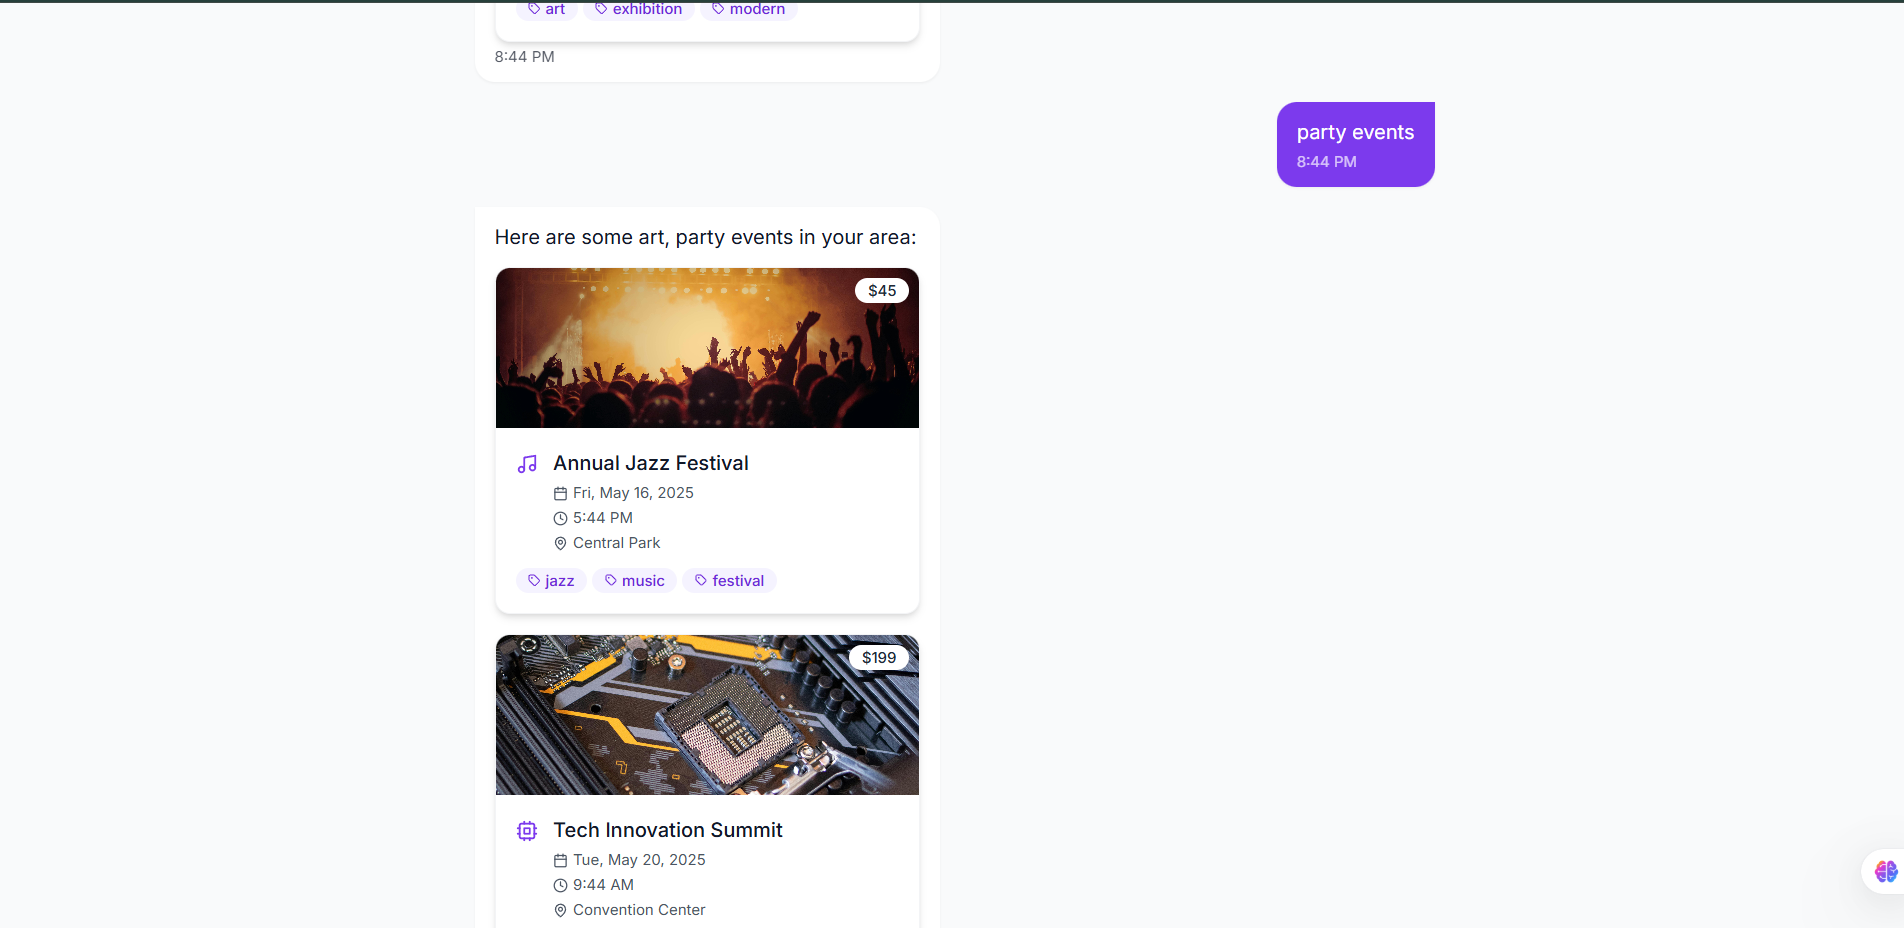 art exhibition modern
8:44 PM
party events
8:44 PM
Here are some art, party events in your area:
$45
Annual Jazz Festival
Fri, May 16, 2025
5:44 PM
Central Park
jazz music festival
$199
Tech Innovation Summit
Tue, May 20, 2025
9:44 AM
Convention Center